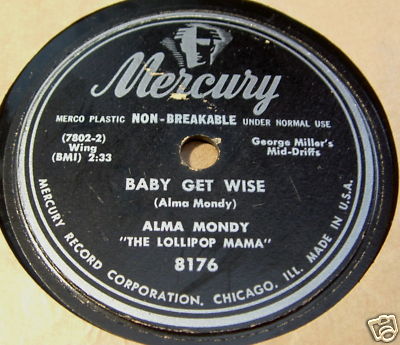 Mercury
MERCO PLASTIC NON-BREAKABLE UNDER NORMAL USE
(7802-2)
Wing
(BMI) 2:33
George Miller's
Mid-Driffs
BABY GET WISE
(Alma Mondy)
ALMA MONDY
"THE LOLLIPOP MAMA"
8176
MERCURY RECORD CORPORATION, CHICAGO, ILL. MADE IN U.S.A.